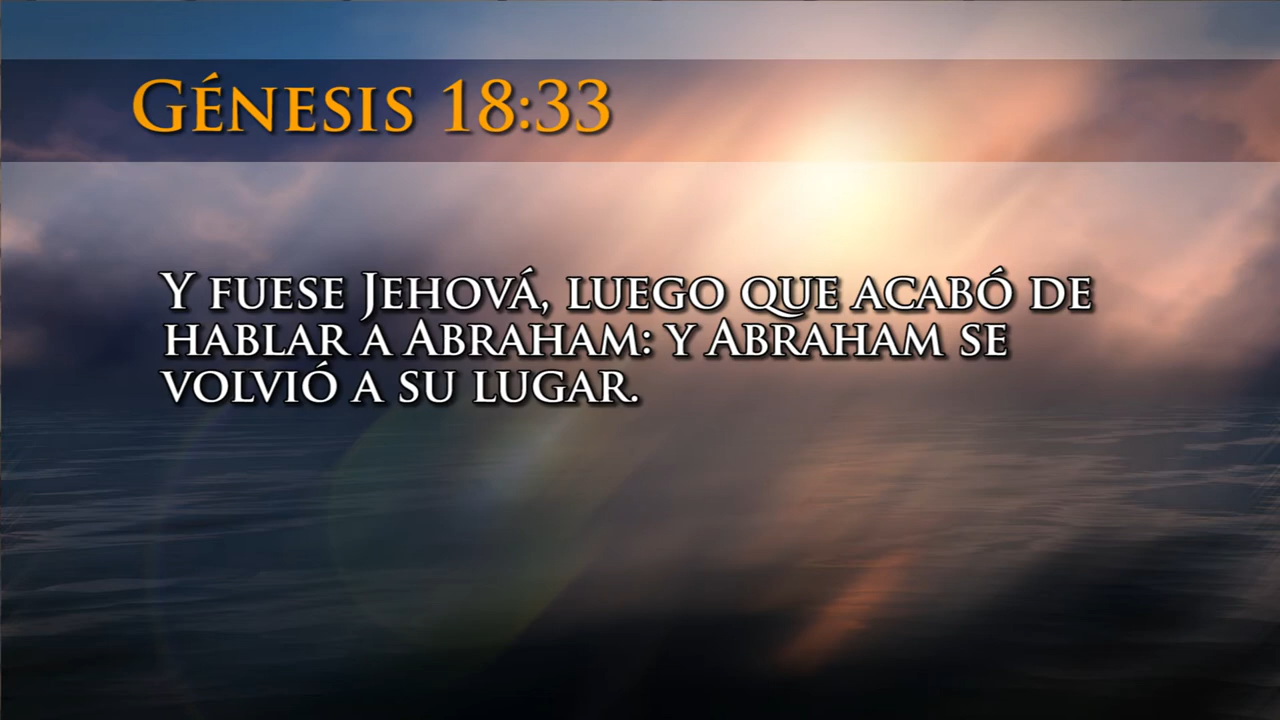 Génesis 18:33
Y fuese Jehová, luego que acabó de
hablar a Abraham: y Abraham se
volvió a su lugar.